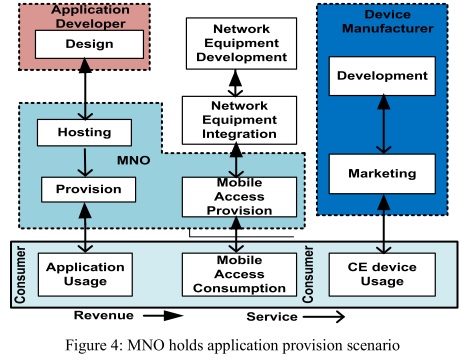 Application
Developer
Design
Network
Equipment
Development
Device
Manufacturer
Development
Network
Equipment
Integration
Hosting
MNO
Provision
Mobile
Access
Provision
Marketing
Consumer
Application
Usage
Mobile
Access
Consumption
Consumer
CE device
Usage
Revenue
Service
Figure 4: MNO holds application provision scenario